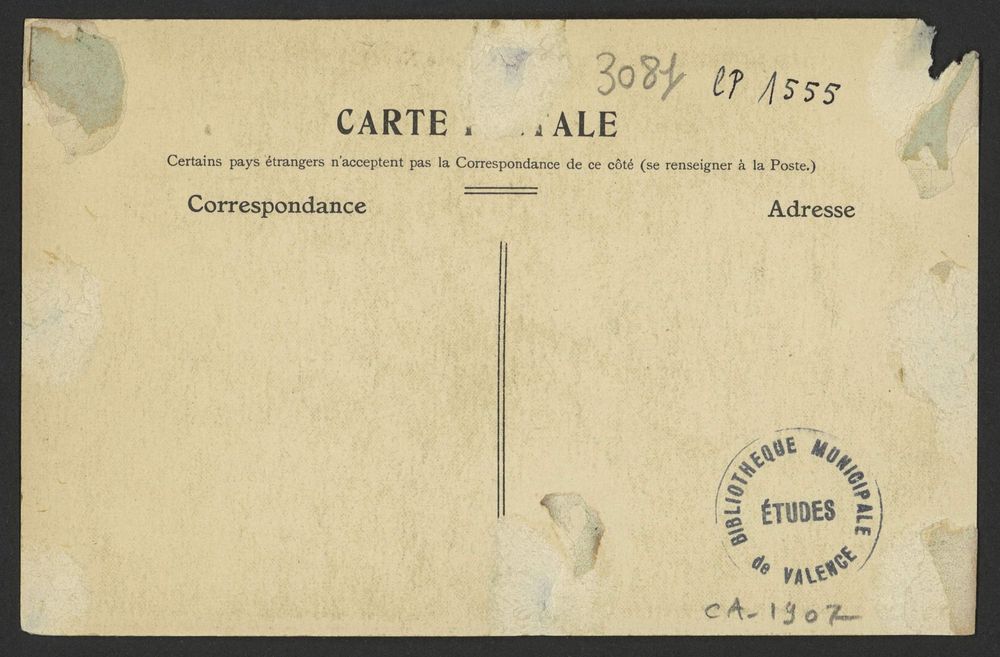 3081 CP 1555
CARTE
ALE
Certains pays étrangers n'acceptent pas la Correspondance de ce côté (se renseigner à la Poste.)
Correspondance
Adresse
BIBLIOTHEQUE MUNICIPALE
ÉTUDES
de VALENCE
CA-1907